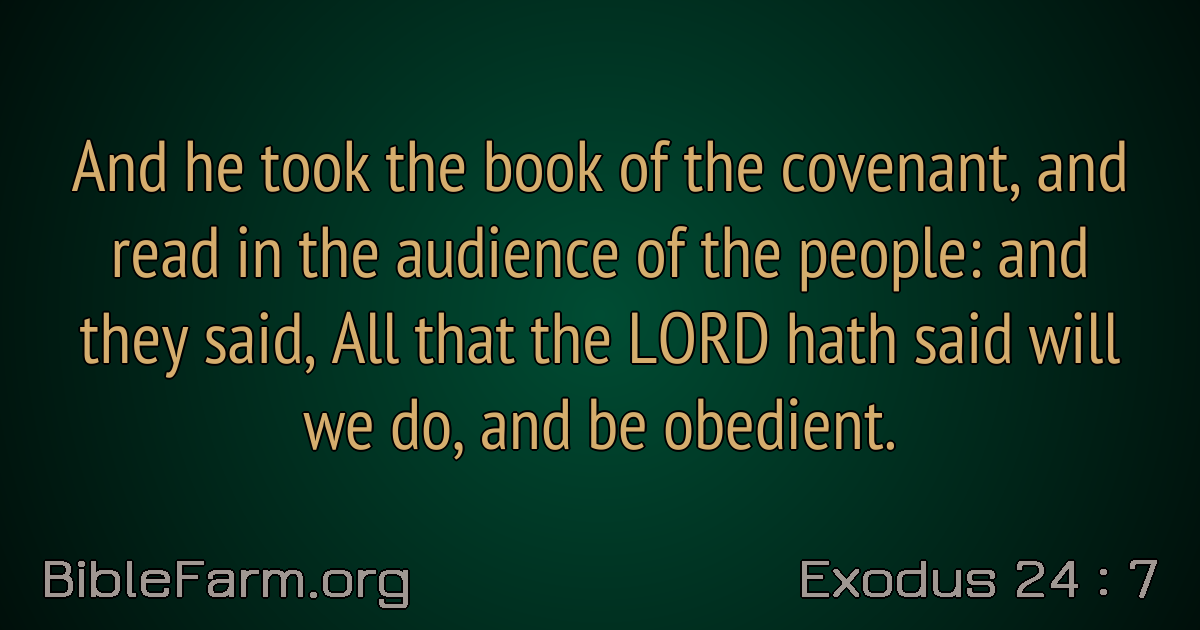 And he took the book of the covenant, and
read in the audience of the people: and
they said, All that the LORD hath said will
we do, and be obedient.
BibleFarm.org
Exodus 24 : 7